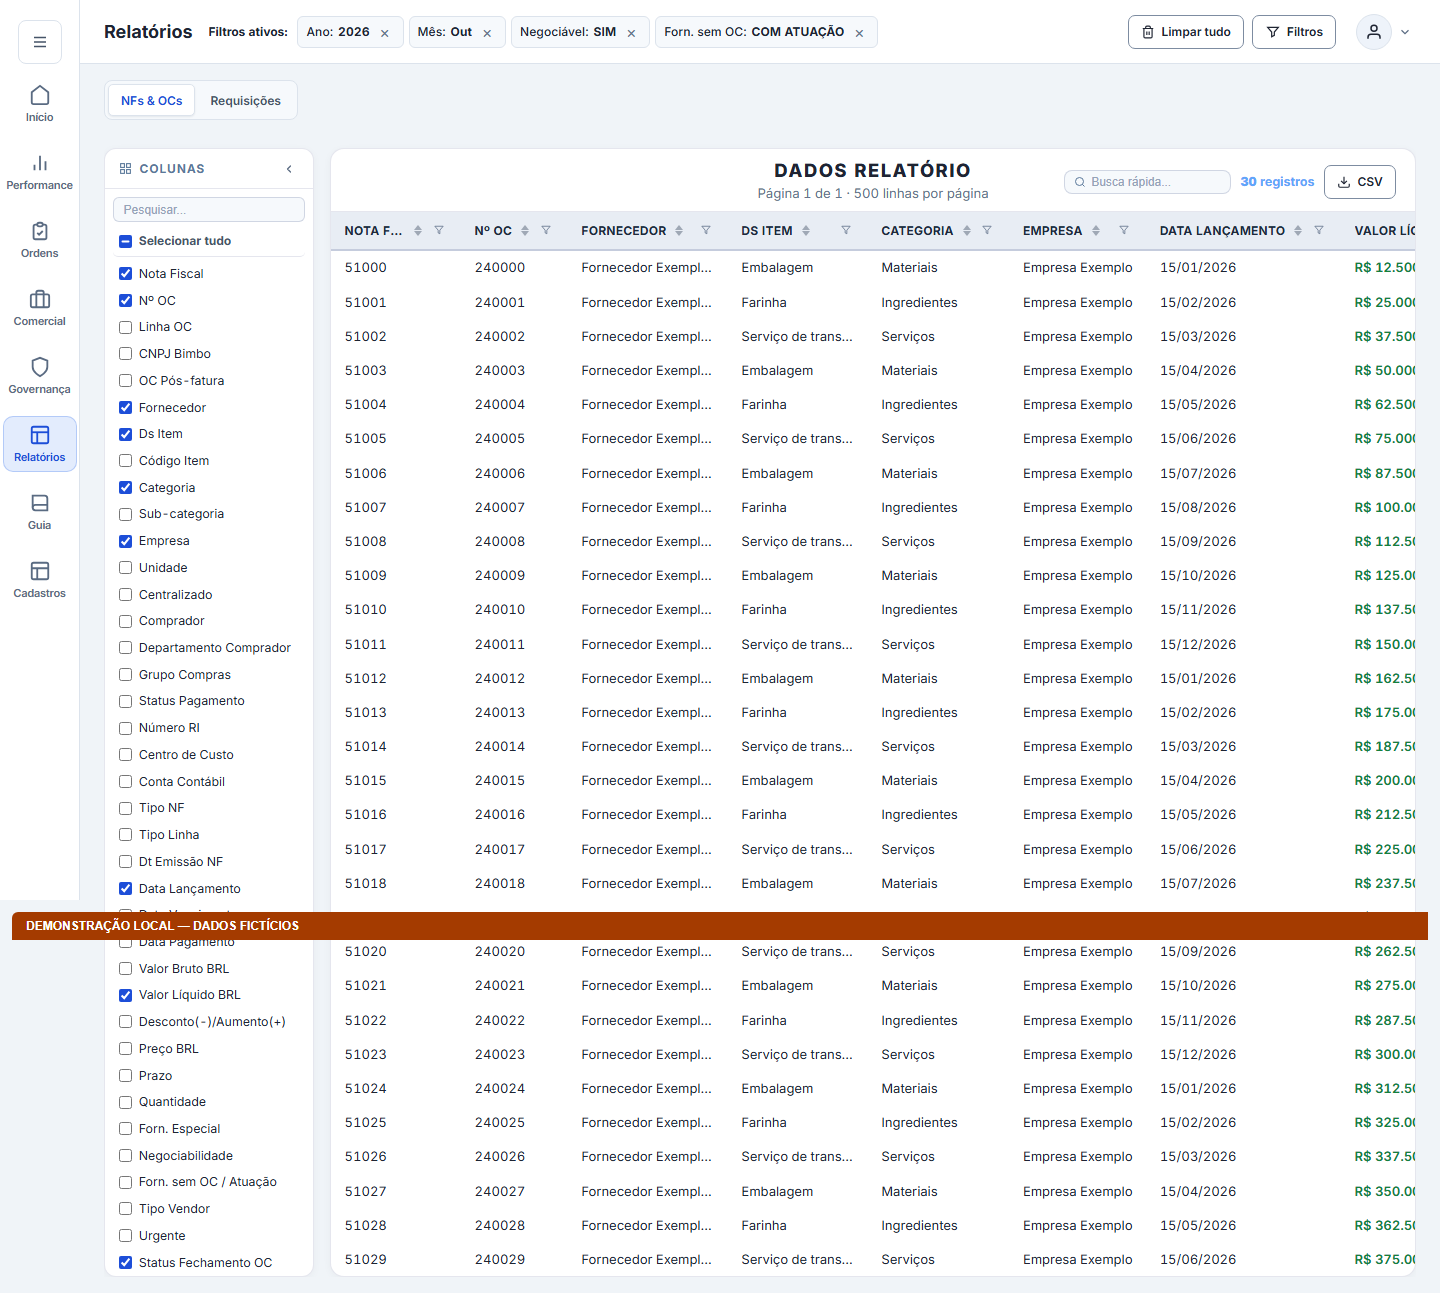 Relatórios
Filtros ativos:
Ano: 2026
Mês: Out
Negociável: SIM
Forn. sem OC: COM ATUAÇÃO
Limpar tudo
Filtros
Início
Performance
Ordens
Comercial
Governança
Relatórios
Guia
Cadastros
NFs & OCs
Requisições
COLUNAS
Pesquisar...
Selecionar tudo
Nota Fiscal
Nº OC
Linha OC
CNPJ Bimbo
OC Pós-fatura
Fornecedor
Ds Item
Código Item
Categoria
Sub-categoria
Empresa
Unidade
Centralizado
Comprador
Departamento Comprador
Grupo Compras
Status Pagamento
Número RI
Centro de Custo
Conta Contábil
Tipo NF
Tipo Linha
Dt Emissão NF
Data Lançamento
Data Pagamento
Valor Bruto BRL
Valor Líquido BRL
Desconto(-)/Aumento(+)
Preço BRL
Prazo
Quantidade
Forn. Especial
Negociabilidade
Forn. sem OC / Atuação
Tipo Vendor
Urgente
Status Fechamento OC
DADOS RELATÓRIO
Página 1 de 1 · 500 linhas por página
Busca rápida...
30 registros
CSV
NOTA F... Nº OC FORNECEDOR DS ITEM CATEGORIA EMPRESA DATA LANÇAMENTO VALOR LÍQ
51000 240000 Fornecedor Exempl... Embalagem Materiais Empresa Exemplo 15/01/2026 R$ 12.500
51001 240001 Fornecedor Exempl... Farinha Ingredientes Empresa Exemplo 15/02/2026 R$ 25.000
51002 240002 Fornecedor Exempl... Serviço de trans... Serviços Empresa Exemplo 15/03/2026 R$ 37.500
51003 240003 Fornecedor Exempl... Embalagem Materiais Empresa Exemplo 15/04/2026 R$ 50.000
51004 240004 Fornecedor Exempl... Farinha Ingredientes Empresa Exemplo 15/05/2026 R$ 62.500
51005 240005 Fornecedor Exempl... Serviço de trans... Serviços Empresa Exemplo 15/06/2026 R$ 75.000
51006 240006 Fornecedor Exempl... Embalagem Materiais Empresa Exemplo 15/07/2026 R$ 87.500
51007 240007 Fornecedor Exempl... Farinha Ingredientes Empresa Exemplo 15/08/2026 R$ 100.0
51008 240008 Fornecedor Exempl... Serviço de trans... Serviços Empresa Exemplo 15/09/2026 R$ 112.50
51009 240009 Fornecedor Exempl... Embalagem Materiais Empresa Exemplo 15/10/2026 R$ 125.00
51010 240010 Fornecedor Exempl... Farinha Ingredientes Empresa Exemplo 15/11/2026 R$ 137.50
51011 240011 Fornecedor Exempl... Serviço de trans... Serviços Empresa Exemplo 15/12/2026 R$ 150.00
51012 240012 Fornecedor Exempl... Embalagem Materiais Empresa Exemplo 15/01/2026 R$ 162.50
51013 240013 Fornecedor Exempl... Farinha Ingredientes Empresa Exemplo 15/02/2026 R$ 175.00
51014 240014 Fornecedor Exempl... Serviço de trans... Serviços Empresa Exemplo 15/03/2026 R$ 187.50
51015 240015 Fornecedor Exempl... Embalagem Materiais Empresa Exemplo 15/04/2026 R$ 200.00
51016 240016 Fornecedor Exempl... Farinha Ingredientes Empresa Exemplo 15/05/2026 R$ 212.50
51017 240017 Fornecedor Exempl... Serviço de trans... Serviços Empresa Exemplo 15/06/2026 R$ 225.00
51018 240018 Fornecedor Exempl... Embalagem Materiais Empresa Exemplo 15/07/2026 R$ 237.50
DEMONSTRAÇÃO LOCAL — DADOS FICTÍCIOS
51020 240020 Fornecedor Exempl... Serviço de trans... Serviços Empresa Exemplo 15/09/2026 R$ 262.50
51021 240021 Fornecedor Exempl... Embalagem Materiais Empresa Exemplo 15/10/2026 R$ 275.00
51022 240022 Fornecedor Exempl... Farinha Ingredientes Empresa Exemplo 15/11/2026 R$ 287.50
51023 240023 Fornecedor Exempl... Serviço de trans... Serviços Empresa Exemplo 15/12/2026 R$ 300.00
51024 240024 Fornecedor Exempl... Embalagem Materiais Empresa Exemplo 15/01/2026 R$ 312.50
51025 240025 Fornecedor Exempl... Farinha Ingredientes Empresa Exemplo 15/02/2026 R$ 325.00
51026 240026 Fornecedor Exempl... Serviço de trans... Serviços Empresa Exemplo 15/03/2026 R$ 337.50
51027 240027 Fornecedor Exempl... Embalagem Materiais Empresa Exemplo 15/04/2026 R$ 350.00
51028 240028 Fornecedor Exempl... Farinha Ingredientes Empresa Exemplo 15/05/2026 R$ 362.50
51029 240029 Fornecedor Exempl... Serviço de trans... Serviços Empresa Exemplo 15/06/2026 R$ 375.00